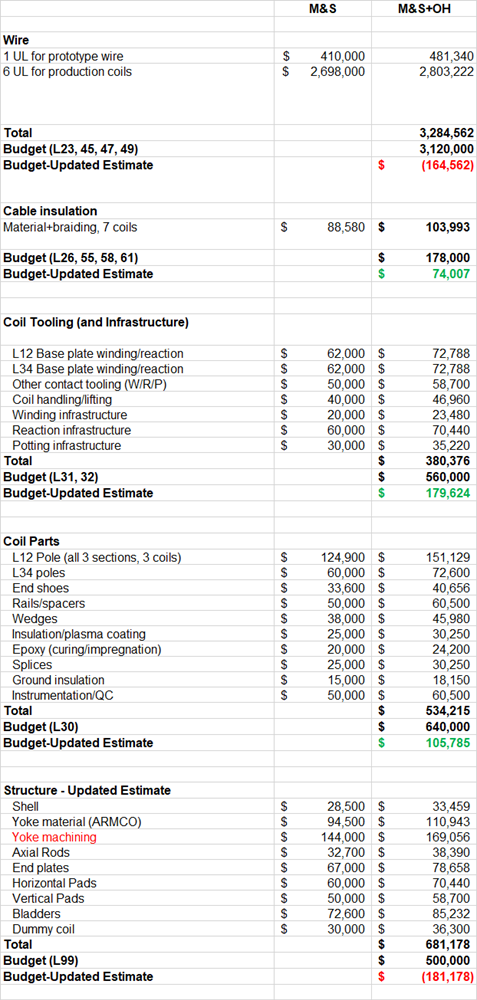 M&S M&S+OH
Wire
1 UL for prototype wire $ 410,000 481,340
6 UL for production coils $ 2,698,000 2,803,222
Total 3,284,562
Budget (L23, 45, 47, 49) 3,120,000
Budget-Updated Estimate $ (164,562)
Cable insulation
Material+braiding, 7 coils $ 88,580 $ 103,993
Budget (L26, 55, 58, 61) $ 178,000
Budget-Updated Estimate $ 74,007
Coil Tooling (and Infrastructure)
L12 Base plate winding/reaction $ 62,000 $ 72,788
L34 Base plate winding/reaction $ 62,000 $ 72,788
Other contact tooling (W/R/P) $ 50,000 $ 58,700
Coil handling/lifting $ 40,000 $ 46,960
Winding infrastructure $ 20,000 $ 23,480
Reaction infrastructure $ 60,000 $ 70,440
Potting infrastructure $ 30,000 $ 35,220
Total $ 380,376
Budget (L31, 32) $ 560,000
Budget-Updated Estimate $ 179,624
Coil Parts
L12 Pole (all 3 sections, 3 coils) $ 124,900 $ 151,129
L34 poles $ 60,000 $ 72,600
End shoes $ 33,600 $ 40,656
Rails/spacers $ 50,000 $ 60,500
Wedges $ 38,000 $ 45,980
Insulation/plasma coating $ 25,000 $ 30,250
Epoxy (curing/impregnation) $ 20,000 $ 24,200
Splices $ 25,000 $ 30,250
Ground insulation $ 15,000 $ 18,150
Instrumentation/QC $ 50,000 $ 60,500
Total $ 534,215
Budget (L30) $ 640,000
Budget-Updated Estimate $ 105,785
Structure - Updated Estimate
Shell $ 28,500 $ 33,459
Yoke material (ARMCO) $ 94,500 $ 110,943
Yoke machining $ 144,000 $ 169,056
Axial Rods $ 32,700 $ 38,390
End plates $ 67,000 $ 78,658
Horizontal Pads $ 60,000 $ 70,440
Vertical Pads $ 50,000 $ 58,700
Bladders $ 72,600 $ 85,232
Dummy coil $ 30,000 $ 36,300
Total $ 681,178
Budget (L99) $ 500,000
Budget-Updated Estimate $ (181,178)